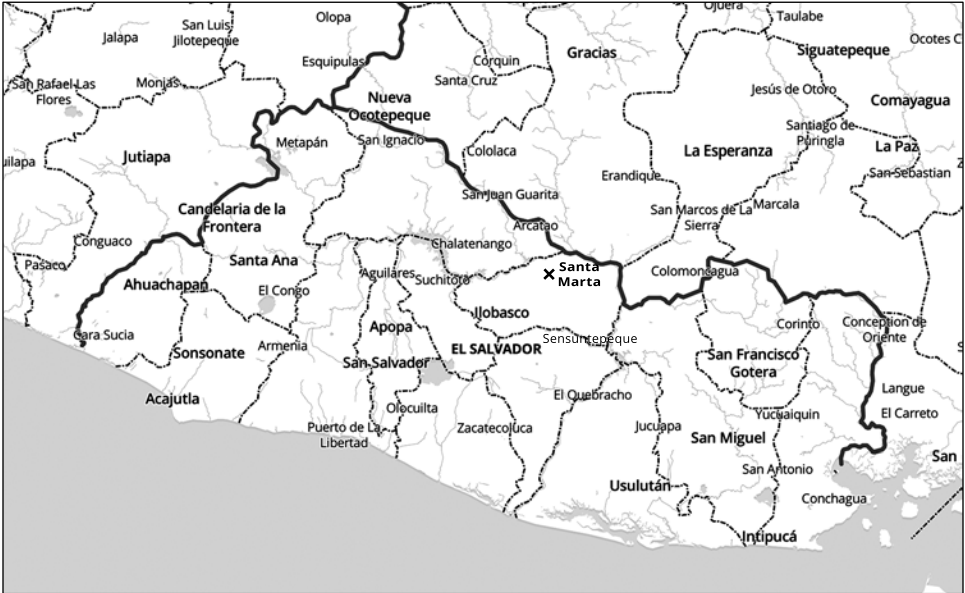 Ojuera
Olopa
Taulabe
San Luis
Jilotepeque
Jalapa
Ocotes C
Siguatepeque
Gracias
Esquipulas
Corquin
Santa Cruz
Monjas
San Rafael Las
Flores
Jesús de Otoro
Nueva
Ocotepeque
Comayagua
Santiago de
Puringla
San Ignacio
Metapán
La Paz
Cololaca
La Esperanza
Jutiapa
uilapa
Z
Erandique
San Sebastian
San Juan Guarita
Marcala
San Marcos de La
Sierra
Candelaria de la
Frontera
Arcatao
Conguaco
Chalatenango
Santa Ana
Pasaco
Santa
Marta
Colomoncagua
Aguilares
Suchitoto
Ahuachapan
El Congo
Ilobasco
Apopa
Corinto
Conception de
Oriente
Cara Sucia
Sensuntepeque
Armenia
EL SALVADOR
S
Sonsonate
San Francisco
Gotera
San Salvador
Langue
El Quebracho
Acajutla
Olocuilta
El Carreto
Yucuaiquin
Puerto de La
Libertad
Zacatecoluca
Jucuapa
San Miguel
San
San Antonio
Usulután
Conchagua
Intipucá